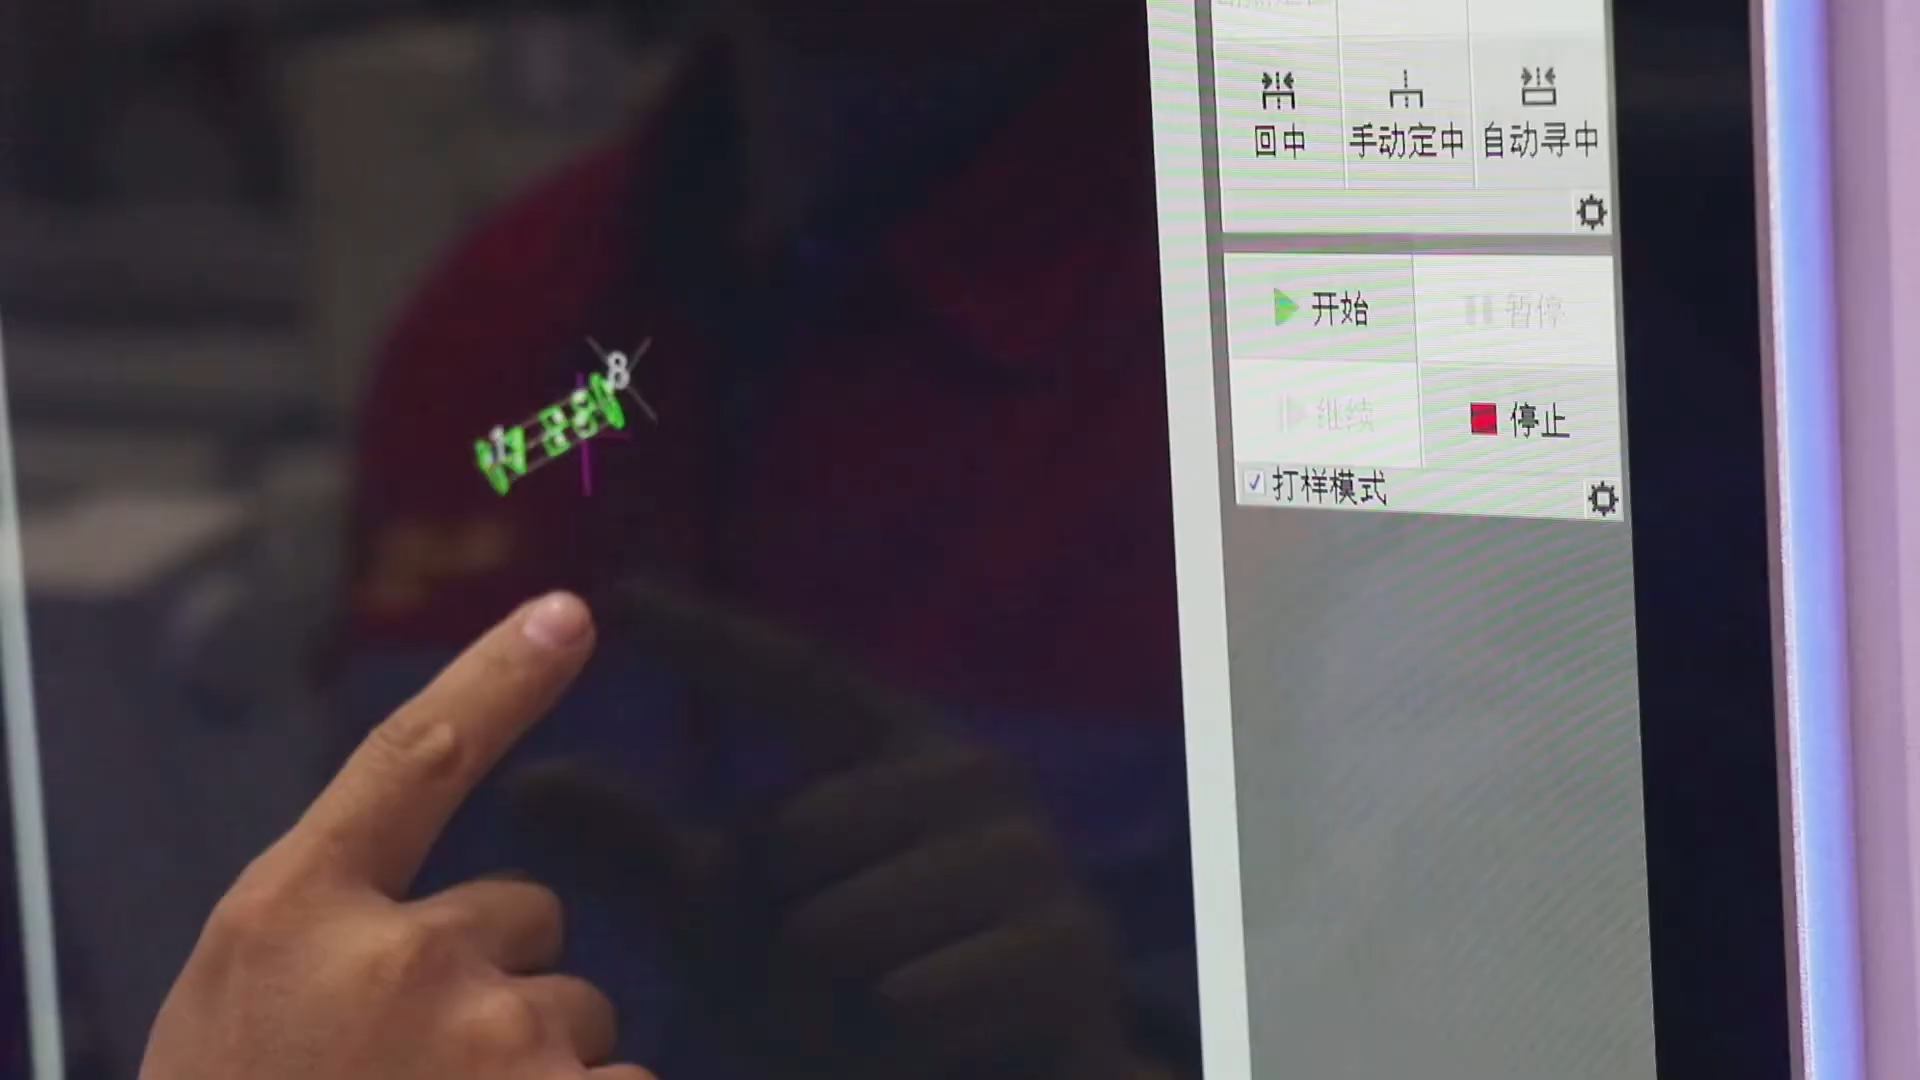 回中 手动定中 自动寻中
开始 暂停
继续 停止
打样模式
8